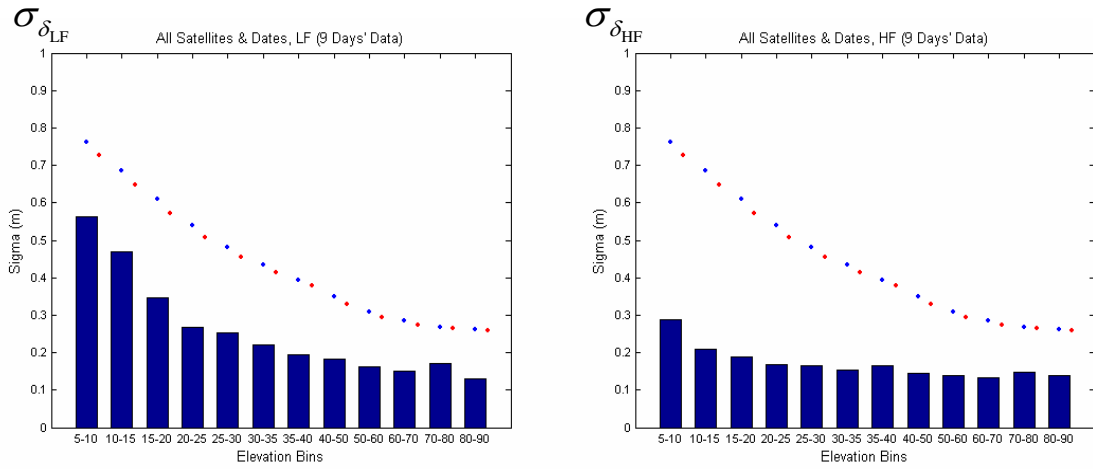 σδLF
All Satellites & Dates, LF (9 Days' Data)
1
0.9
0.8
0.7
0.6
0.5
0.4
0.3
0.2
0.1
0
Sigma (m)
5-10 10-15 15-20 20-25 25-30 30-35 35-40 40-50 50-60 60-70 70-80 80-90
Elevation Bins
σδHF
All Satellites & Dates, HF (9 Days' Data)
1
0.9
0.8
0.7
0.6
0.5
0.4
0.3
0.2
0.1
0
Sigma (m)
5-10 10-15 15-20 20-25 25-30 30-35 35-40 40-50 50-60 60-70 70-80 80-90
Elevation Bins